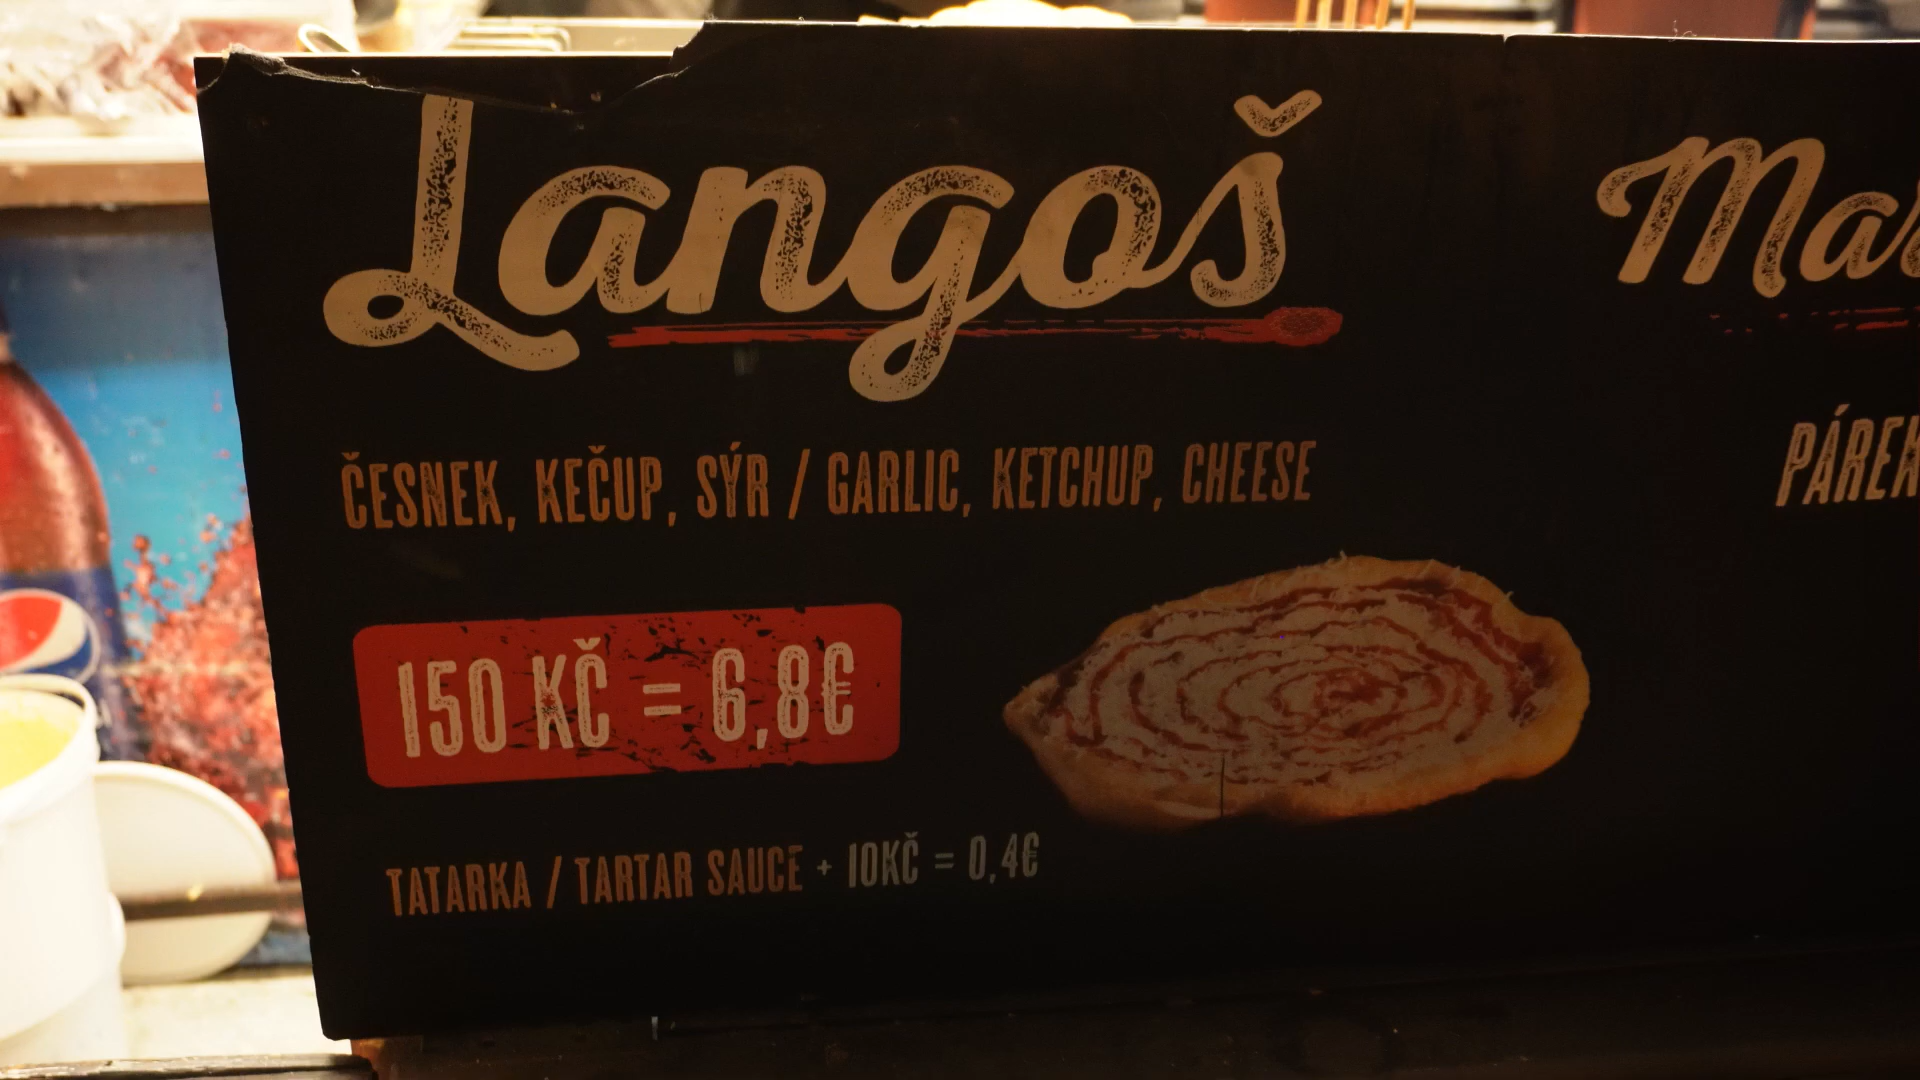 Langoš
ČESNEK, KEČUP, SÝR / GARLIC, KETCHUP, CHEESE
150 KČ = 6,8€
TATARKA / TARTAR SAUCE + 10KČ = 0,4€
PÁREK